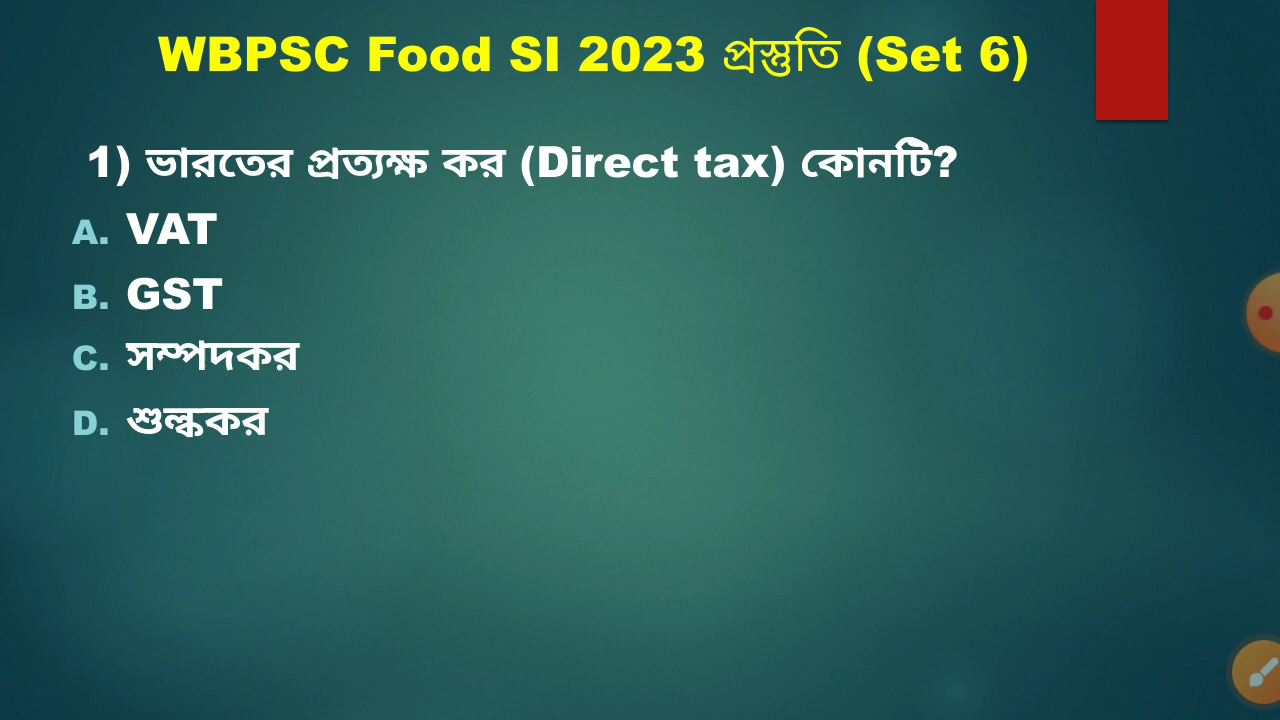 WBPSC Food SI 2023 প্রস্তুতি (Set 6)
1) ভারতের প্রত্যক্ষ কর (Direct tax) কোনটি?
A. VAT
B. GST
C. সম্পদকর
D. শুল্ককর